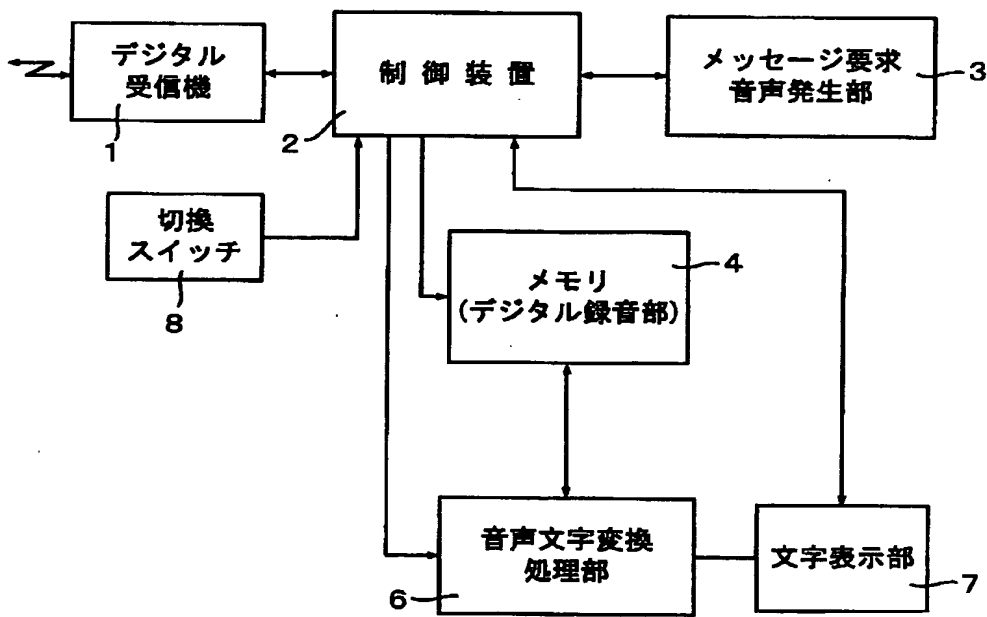 デジタル
受信機
1
制御装置
2
メッセージ要求
音声発生部
3
切換
スイッチ
8
メモリ
(デジタル録音部)
4
音声文字変換
処理部
6
文字表示部
7